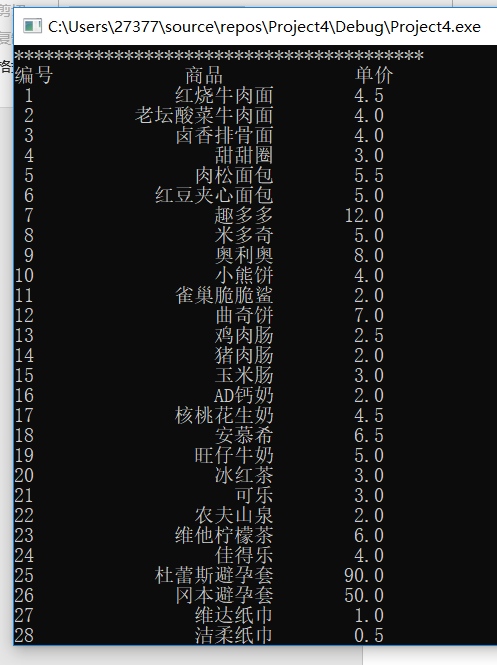 C:\Users\27377\source\repos\Project4\Debug\Project4.exe
*****************************************
编号 商品 单价
1 红烧牛肉面 4.5
2 老坛酸菜牛肉面 4.0
3 卤香排骨面 4.0
4 甜甜圈 3.0
5 肉松面包 5.5
6 红豆夹心面包 5.0
7 趣多多 12.0
8 米多奇 5.0
9 奥利奥 8.0
10 小熊饼 4.0
11 雀巢脆脆鲨 2.0
12 曲奇饼 7.0
13 鸡肉肠 2.5
14 猪肉肠 2.0
15 玉米肠 3.0
16 AD钙奶 2.0
17 核桃花生奶 4.5
18 安慕希 6.5
19 旺仔牛奶 5.0
20 冰红茶 3.0
21 可乐 3.0
22 农夫山泉 2.0
23 维他柠檬茶 6.0
24 佳得乐 4.0
25 杜蕾斯避孕套 90.0
26 冈本避孕套 50.0
27 维达纸巾 1.0
28 洁柔纸巾 0.5